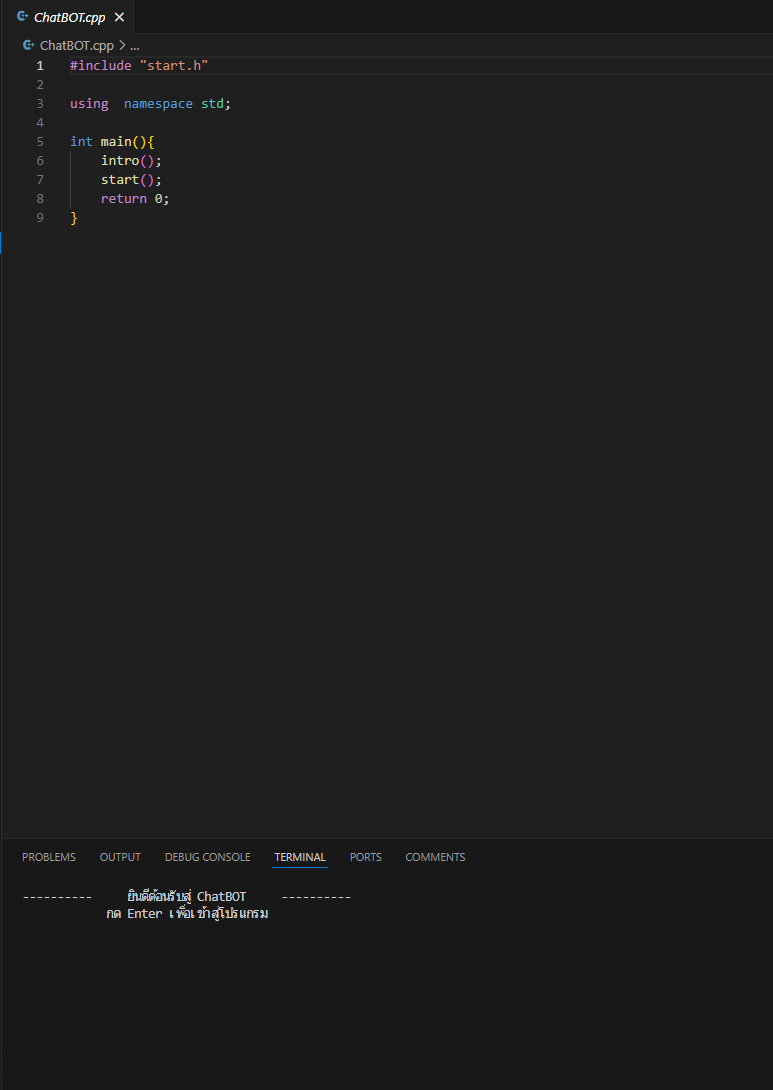 ChatBOT.cpp
ChatBOT.cpp > ...
1 #include "start.h"
2
3 using  namespace std;
4
5 int main(){
6     intro();
7     start();
8     return 0;
9 }
PROBLEMS OUTPUT DEBUG CONSOLE TERMINAL PORTS COMMENTS
---------- ยินดีต้อนรับสู่ ChatBOT ----------
กด Enter เพื่อเข้าสู่โปรแกรม